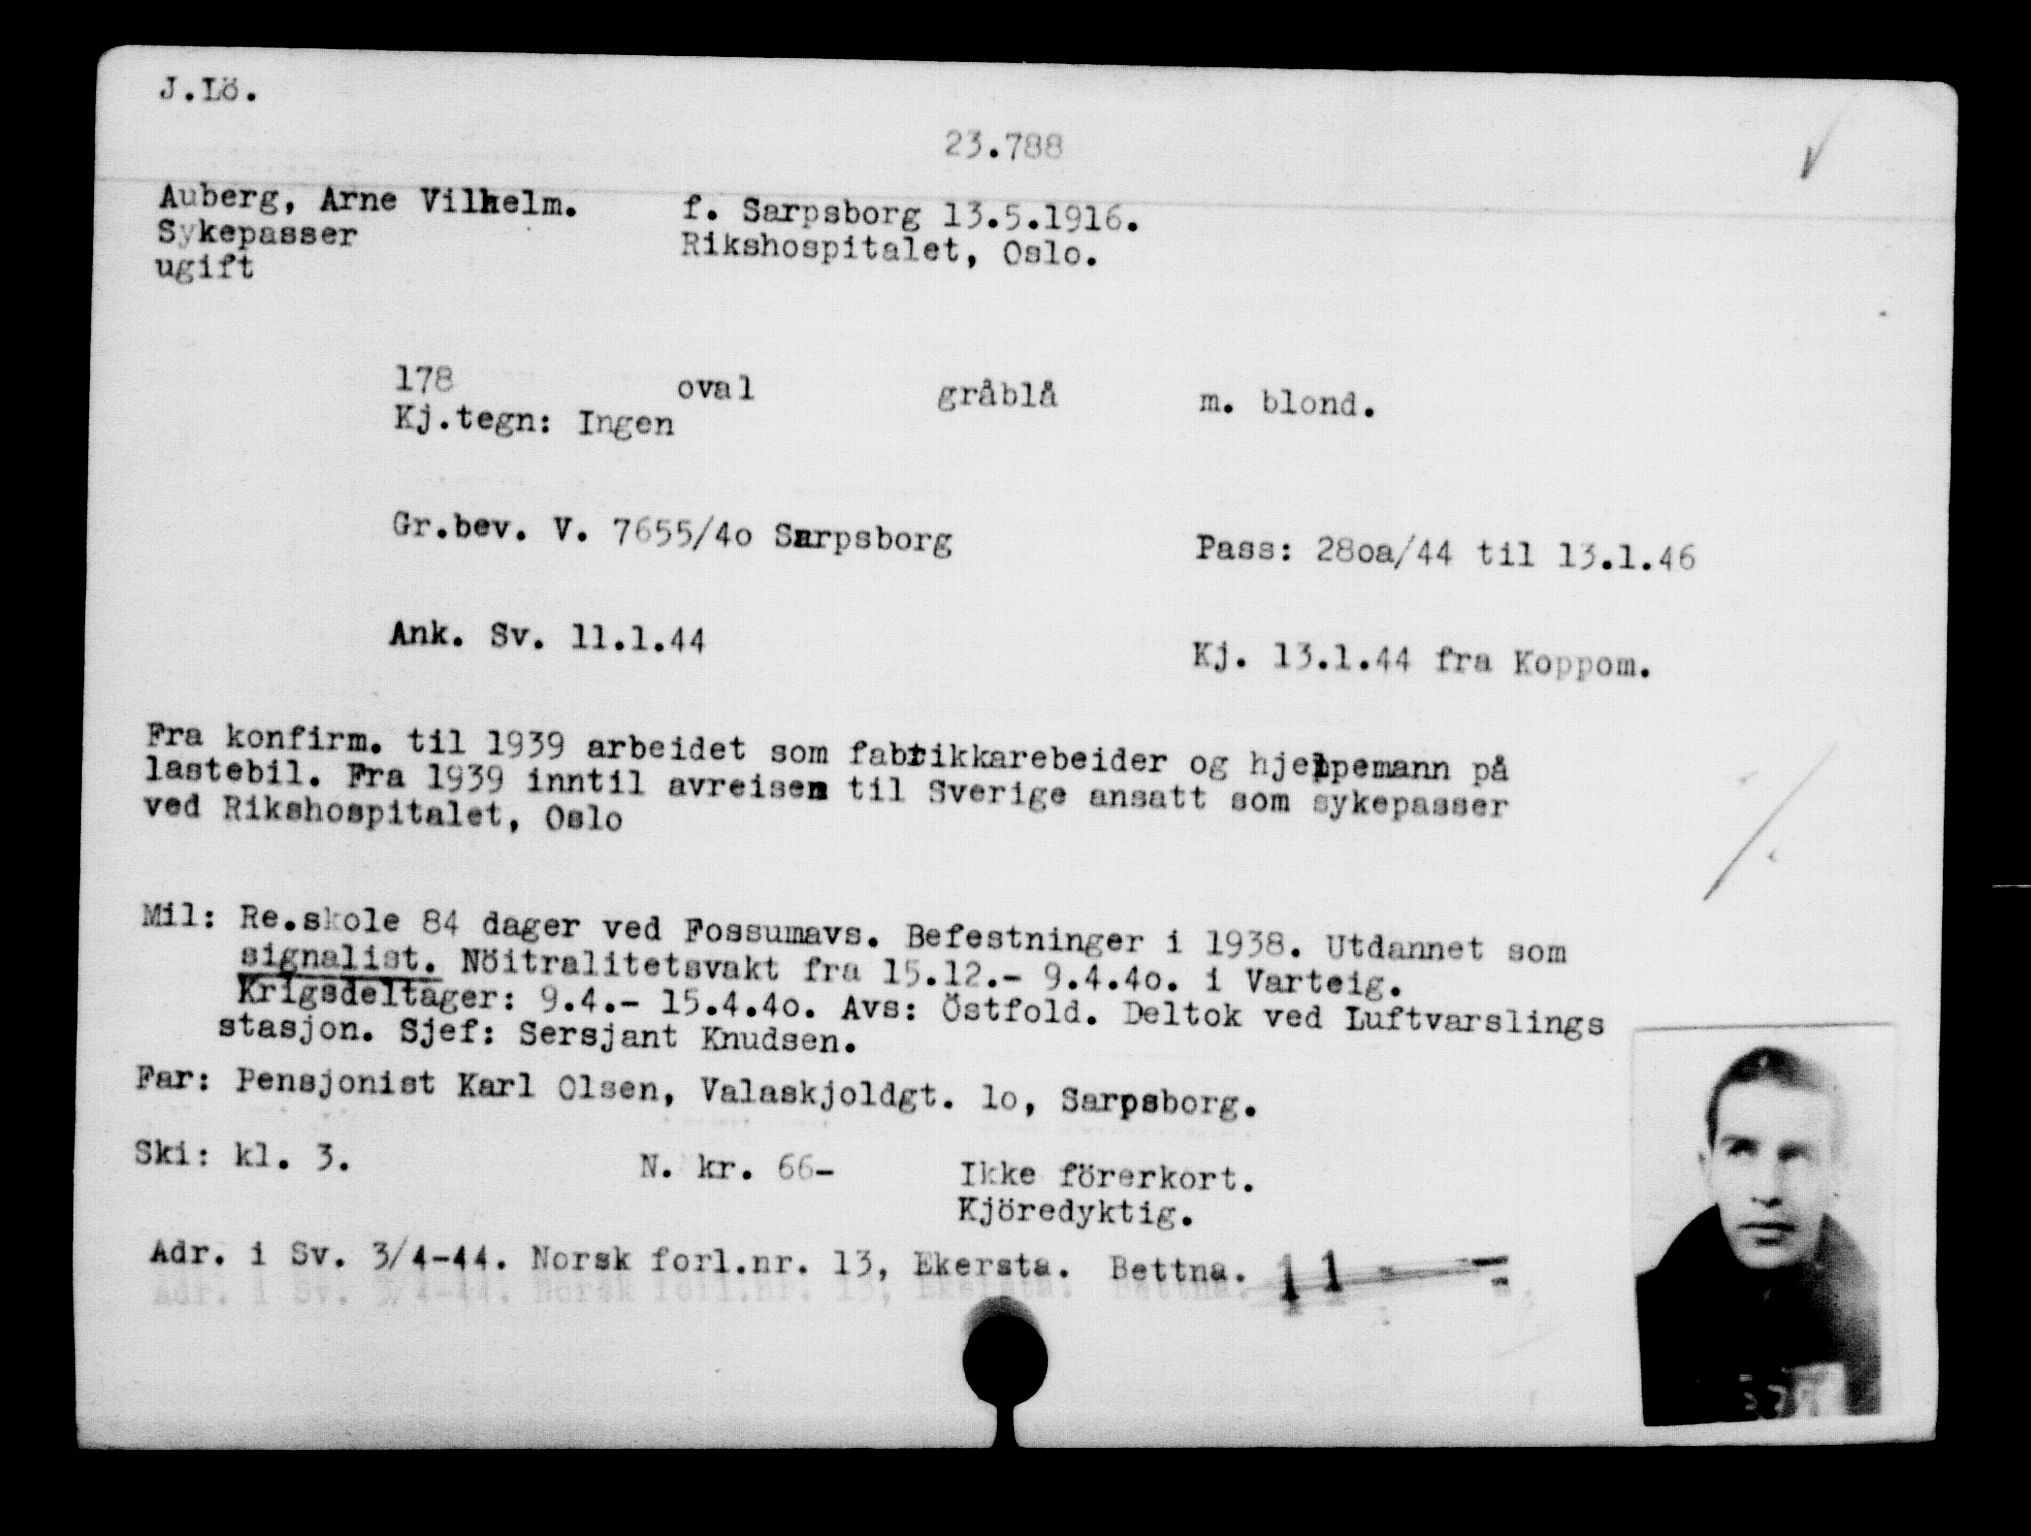 J.Lö.
23.788
Auberg, Arne Vilhelm. f. Sarpsborg 13.5.1916.
Sykepasser Rikshospitalet, Oslo.
ugift
178 oval gråblå m. blond.
Kj.tegn: Ingen
Gr.bev. V. 7655/4o Sarpsborg Pass: 28oa/44 til 13.1.46
Ank. Sv. 11.1.44 Kj. 13.1.44 fra Koppom.
Fra konfirm. til 1939 arbeidet som fabrikkarebeider og hjelpemann på
lastebil. Fra 1939 inntil avreisen til Sverige ansatt som sykepasser
ved Rikshospitalet, Oslo
Mil: Re.skole 84 dager ved Fossumavs. Befestninger i 1938. Utdannet som
signalist. Nöitralitetsvakt fra 15.12.- 9.4.4o. i Varteig.
Krigsdeltager: 9.4.- 15.4.4o. Avs: Östfold. Deltok ved Luftvarslings
stasjon. Sjef: Sersjant Knudsen.
Far: Pensjonist Karl Olsen, Valaskjoldgt. lo, Sarpsborg.
Ski: kl. 3. N. kr. 66- Ikke förerkort.
Kjöredyktig.
Adr. i Sv. 3/4-44. Norsk forl.nr. 13, Ekersta. Bettna. 11